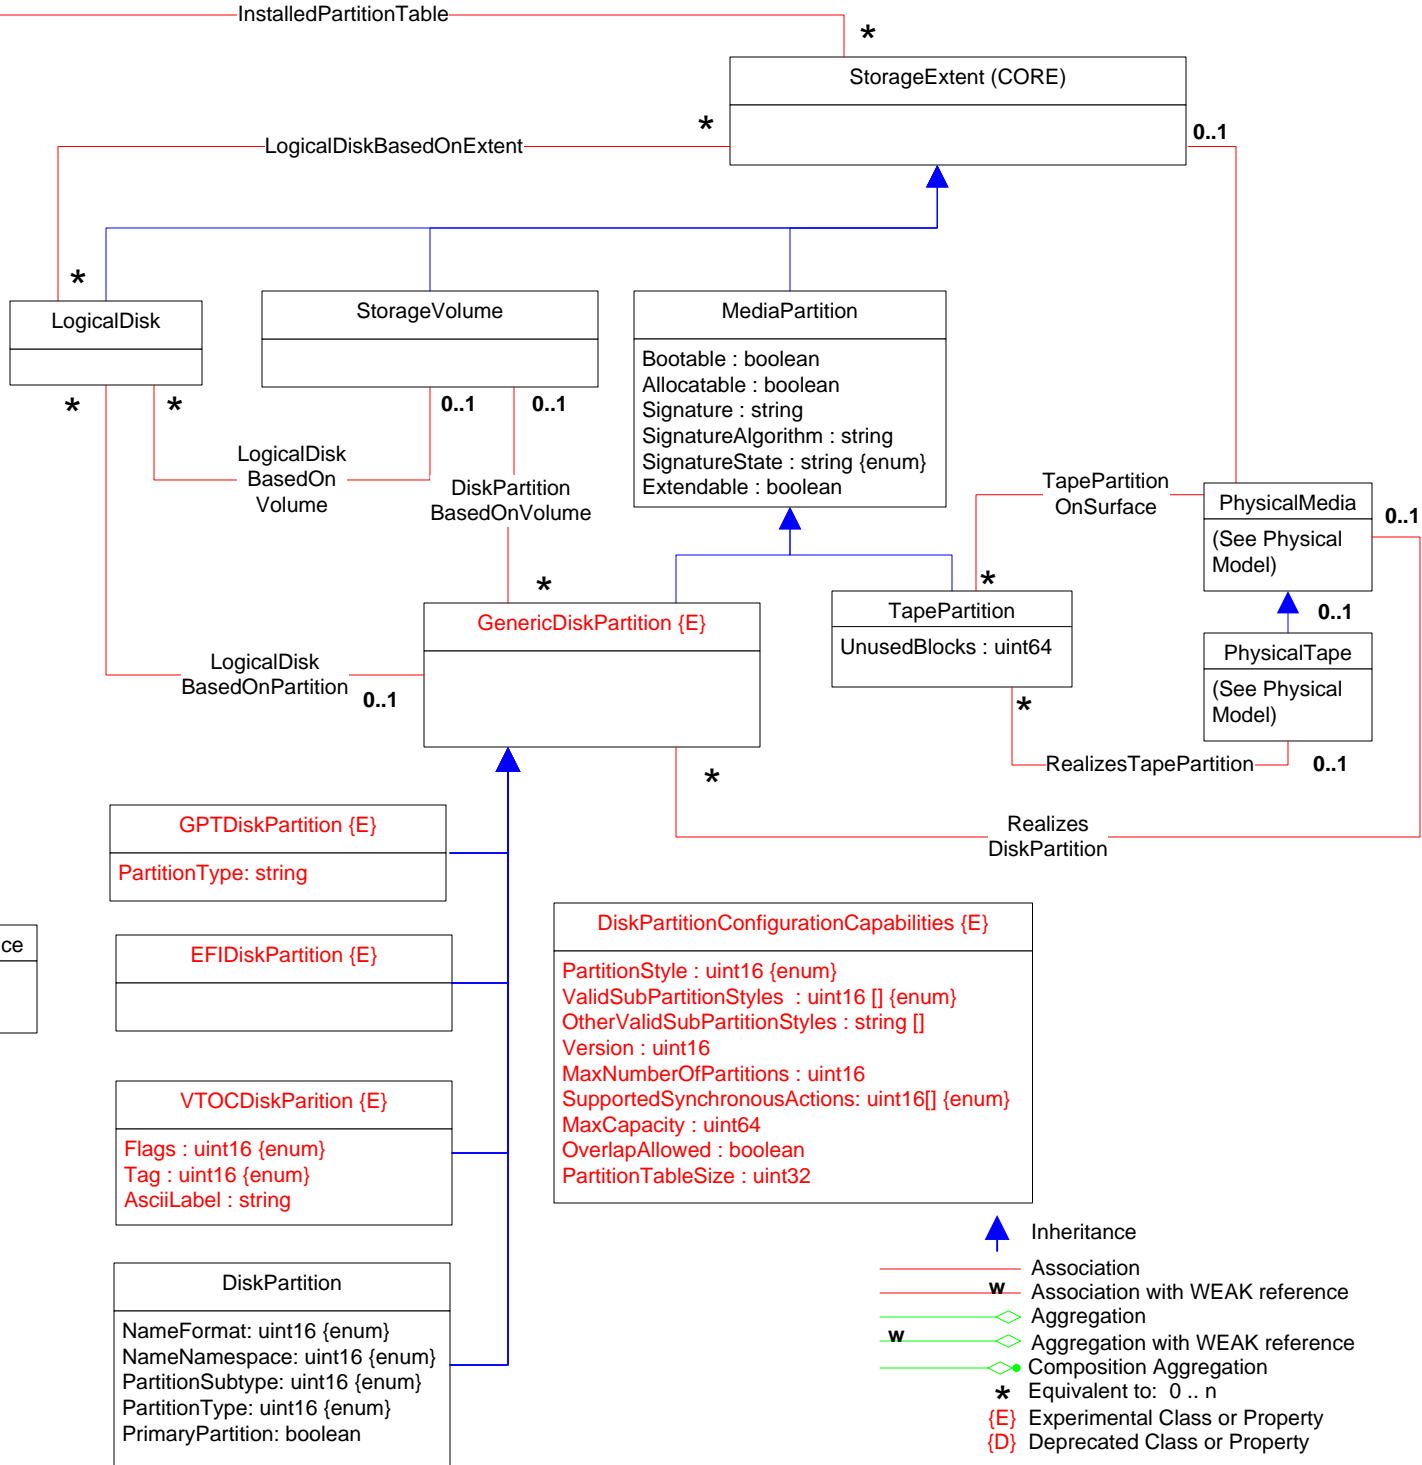 InstalledPartitionTable
*
StorageExtent (CORE)
*
0..1
LogicalDiskBasedOnExtent
*
LogicalDisk
StorageVolume
MediaPartition
Bootable : boolean
Allocatable : boolean
Signature : string
SignatureAlgorithm : string
SignatureState : string {enum}
Extendable : boolean
*
*
0..1
0..1
LogicalDisk
BasedOn
Volume
DiskPartition
BasedOnVolume
TapePartition
OnSurface
PhysicalMedia
(See Physical
Model)
0..1
*
*
GenericDiskPartition {E}
TapePartition
UnusedBlocks : uint64
0..1
PhysicalTape
(See Physical
Model)
LogicalDisk
BasedOnPartition
0..1
*
RealizesTapePartition
0..1
*
Realizes
DiskPartition
GPTDiskPartition {E}
PartitionType: string
ce
EFIDiskPartition {E}
DiskPartitionConfigurationCapabilities {E}
PartitionStyle : uint16 {enum}
ValidSubPartitionStyles : uint16 [] {enum}
OtherValidSubPartitionStyles : string []
Version : uint16
MaxNumberOfPartitions : uint16
SupportedSynchronousActions: uint16[] {enum}
MaxCapacity : uint64
OverlapAllowed : boolean
PartitionTableSize : uint32
VTOCDiskParition {E}
Flags : uint16 {enum}
Tag : uint16 {enum}
AsciiLabel : string
DiskPartition
NameFormat: uint16 {enum}
NameNamespace: uint16 {enum}
PartitionSubtype: uint16 {enum}
PartitionType: uint16 {enum}
PrimaryPartition: boolean
Inheritance
Association
w Association with WEAK reference
Aggregation
w Aggregation with WEAK reference
Composition Aggregation
* Equivalent to: 0 .. n
{E} Experimental Class or Property
{D} Deprecated Class or Property